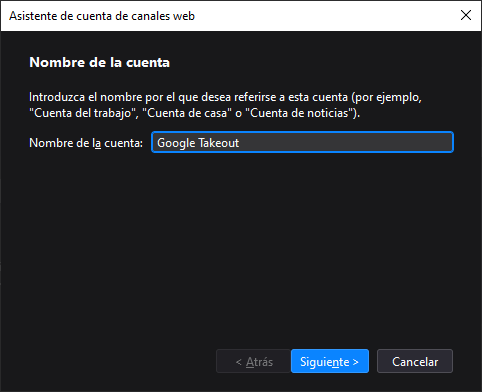 Asistente de cuenta de canales web
Nombre de la cuenta
Introduzca el nombre por el que desea referirse a esta cuenta (por ejemplo,
"Cuenta del trabajo", "Cuenta de casa" o "Cuenta de noticias").
Nombre de la cuenta: Google Takeout
< Atrás Siguiente > Cancelar